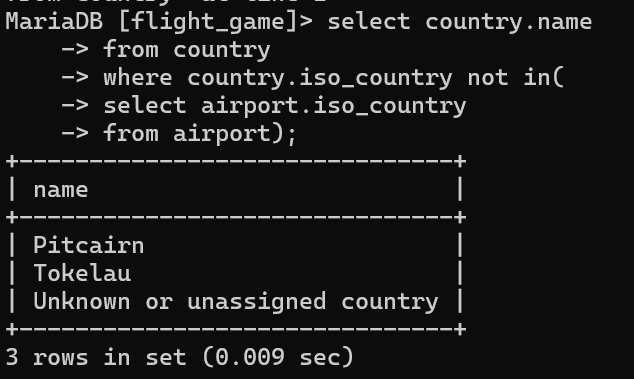 MariaDB [flight_game]> select country.name
    -> from country
    -> where country.iso_country not in(
    -> select airport.iso_country
    -> from airport);
+------------------------------+
| name                         |
+------------------------------+
| Pitcairn                     |
| Tokelau                      |
| Unknown or unassigned country |
+------------------------------+
3 rows in set (0.009 sec)